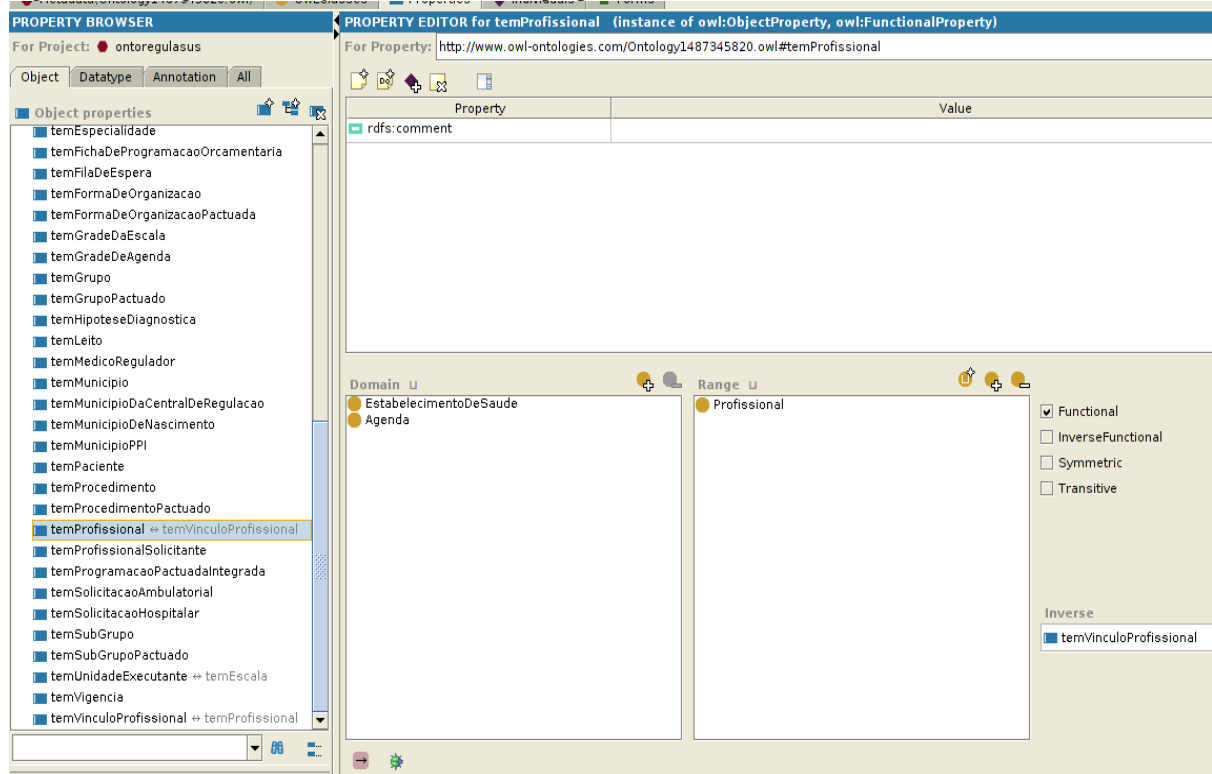 PROPERTY BROWSER
For Project: ontoregulasus
Object Datatype Annotation All
Object properties
temEspecialidade
temFichaDeProgramacaoOrcamentaria
temFilaDeEspera
temFormaDeOrganizacao
temFormaDeOrganizacaoPactuada
temGradeDaEscala
temGradeDeAgenda
temGrupo
temGrupoPactuado
temHipoteseDiagnostica
temLeito
temMedicoRegulador
temMunicipio
temMunicipioDaCentralDeRegulacao
temMunicipioDeNascimento
temMunicipioPPI
temPaciente
temProcedimento
temProcedimentoPactuado
temProfissional ↔ temVinculoProfissional
temProfissionalSolicitante
temProgramacaoPactuadaIntegrada
temSolicitacaoAmbulatorial
temSolicitacaoHospitalar
temSubGrupo
temSubGrupoPactuado
temUnidadeExecutante ↔ temEscala
temVigencia
temVinculoProfissional ↔ temProfissional
PROPERTY EDITOR for temProfissional (instance of owl:ObjectProperty, owl:FunctionalProperty)
For Property: http://www.owl-ontologies.com/Ontology1487345820.owl#temProfissional
Property Value
rdfs:comment
Domain ⊔
EstabelecimentoDeSaude
Agenda
Range ⊔
Profissional
Functional
InverseFunctional
Symmetric
Transitive
Inverse
temVinculoProfissional